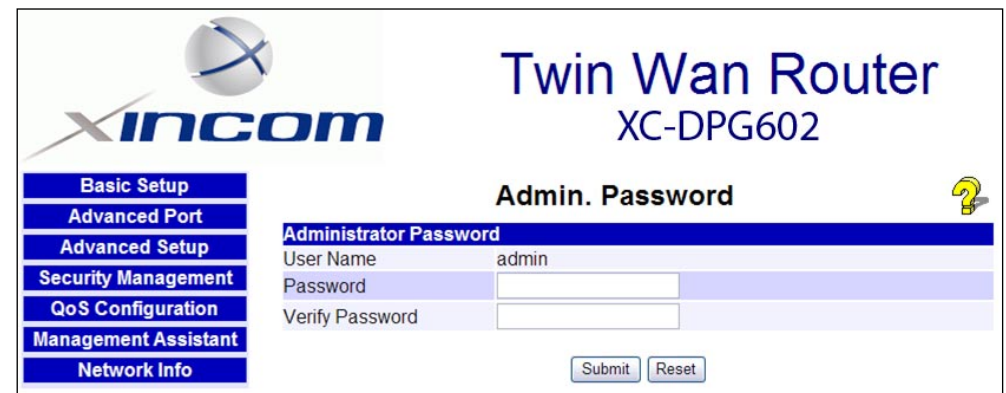 xincom
Twin Wan Router
XC-DPG602
Basic Setup
Advanced Port
Advanced Setup
Security Management
QoS Configuration
Management Assistant
Network Info
Admin. Password
?
Administrator Password
User Name admin
Password
Verify Password
Submit Reset